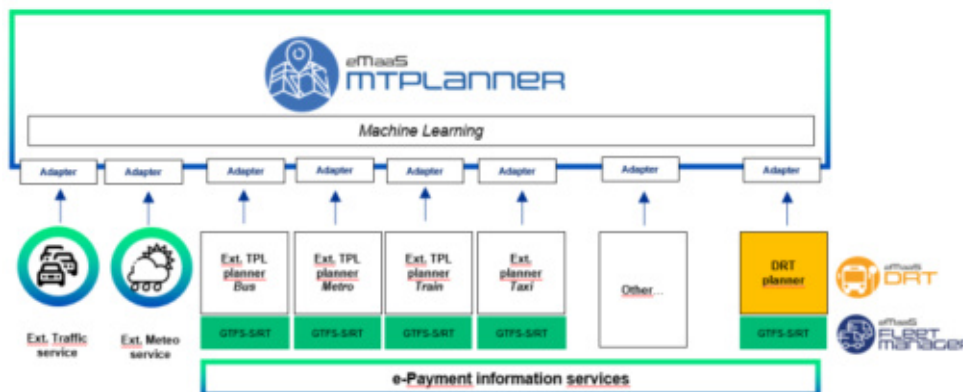 eMaaS
MTPLANNER
Machine Learning
Adapter Adapter Adapter Adapter Adapter Adapter Adapter Adapter
Ext. TPL planner Bus
Ext. TPL planner Metro
Ext. TPL planner Train
Ext. planner Taxi
Other...
DRT planner
eMaaS
DRT
GTFS-S/RT GTFS-S/RT GTFS-S/RT GTFS-S/RT GTFS-S/RT
eMaaS
FLEET
MANAGER
Ext. Traffic service
Ext. Meteo service
e-Payment information services